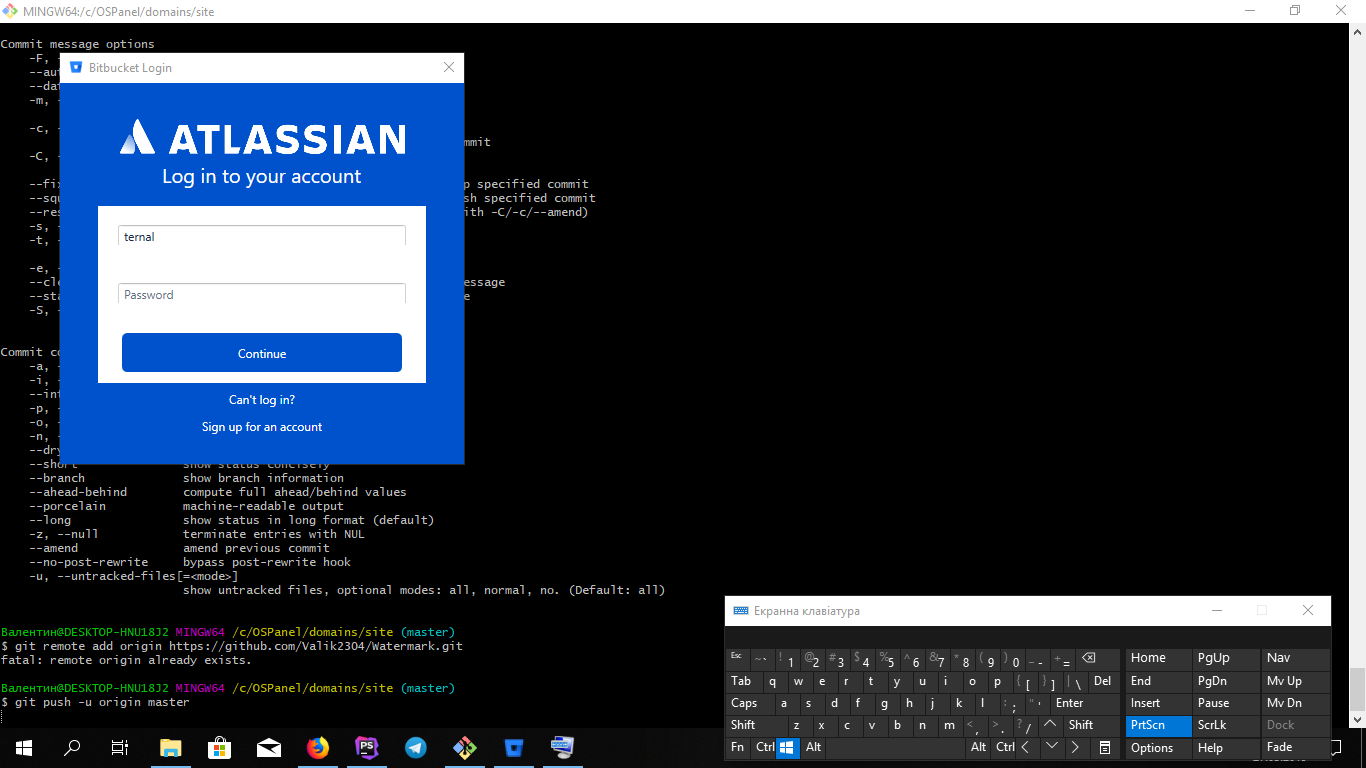 MINGW64:/c/OSPanel/domains/site
Commit message options
-F, -
--au
--da
-m, -
-c, -
mmit
-C, -
--fix
p specified commit
--squ
sh specified commit
--res
ith -C/-c/--amend)
-s, -
-t, -
-e, -
--cle
essage
--sta
e
-S, -
Bitbucket Login
ATLASSIAN
Log in to your account
ternal
Password
Continue
Can't log in?
Sign up for an account
Commit co
-a, -
-i, -
--int
-p, -
-o, -
-n, -
--dry
--short show status concisely
--branch show branch information
--ahead-behind compute full ahead/behind values
--porcelain machine-readable output
--long show status in long format (default)
-z, --null terminate entries with NUL
--amend amend previous commit
--no-post-rewrite bypass post-rewrite hook
-u, --untracked-files[=<mode>]
show untracked files, optional modes: all, normal, no. (Default: all)
Валентин@DESKTOP-HNU18J2 MINGW64 /c/OSPanel/domains/site (master)
$ git remote add origin https://github.com/Valik2304/Watermark.git
fatal: remote origin already exists.
Валентин@DESKTOP-HNU18J2 MINGW64 /c/OSPanel/domains/site (master)
$ git push -u origin master
Екранна клавіатура
Esc ~ ` ! 1 @ 2 # 3 $ 4 % 5 ^ 6 & 7 * 8 ( 9 ) 0 _ - + = Home PgUp Nav
Tab q w e r t y u i o p { [ } ] | \ Del End PgDn Mv Up
Caps a s d f g h j k l : ; " ' Enter Insert Pause Mv Dn
Shift z x c v b n m < , > . ? / Shift PrtScn ScrLk Dock
Fn Ctrl Alt Alt Ctrl Options Help Fade
PS